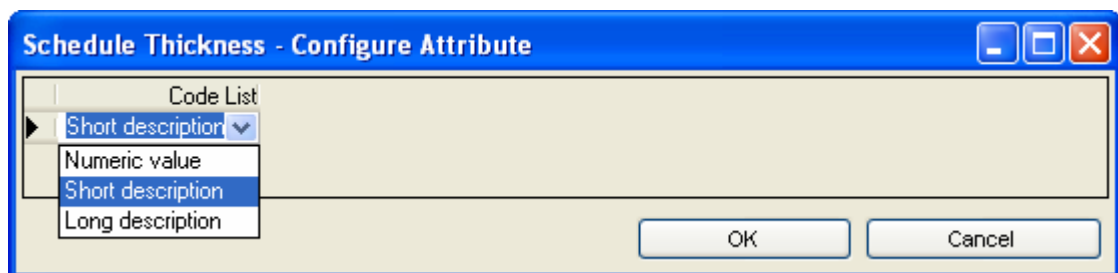 Schedule Thickness - Configure Attribute
Code List
Short description
Numeric value
Short description
Long description
OK Cancel